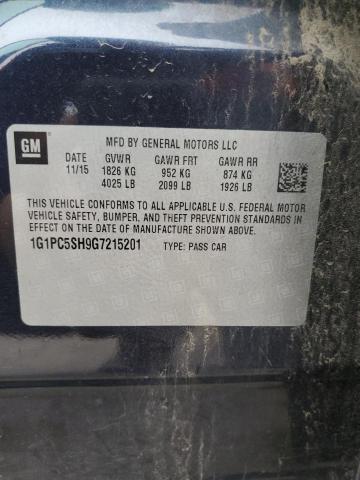 GM
MFD BY GENERAL MOTORS LLC
DATE GVWR GAWR FRT GAWR RR
11/15 1826 KG 952 KG 874 KG
4025 LB 2099 LB 1926 LB
THIS VEHICLE CONFORMS TO ALL APPLICABLE U.S. FEDERAL MOTOR
VEHICLE SAFETY, BUMPER, AND THEFT PREVENTION STANDARDS IN
EFFECT ON THE DATE OF MANUFACTURE SHOWN ABOVE.
1G1PC5SH9G7215201 TYPE: PASS CAR